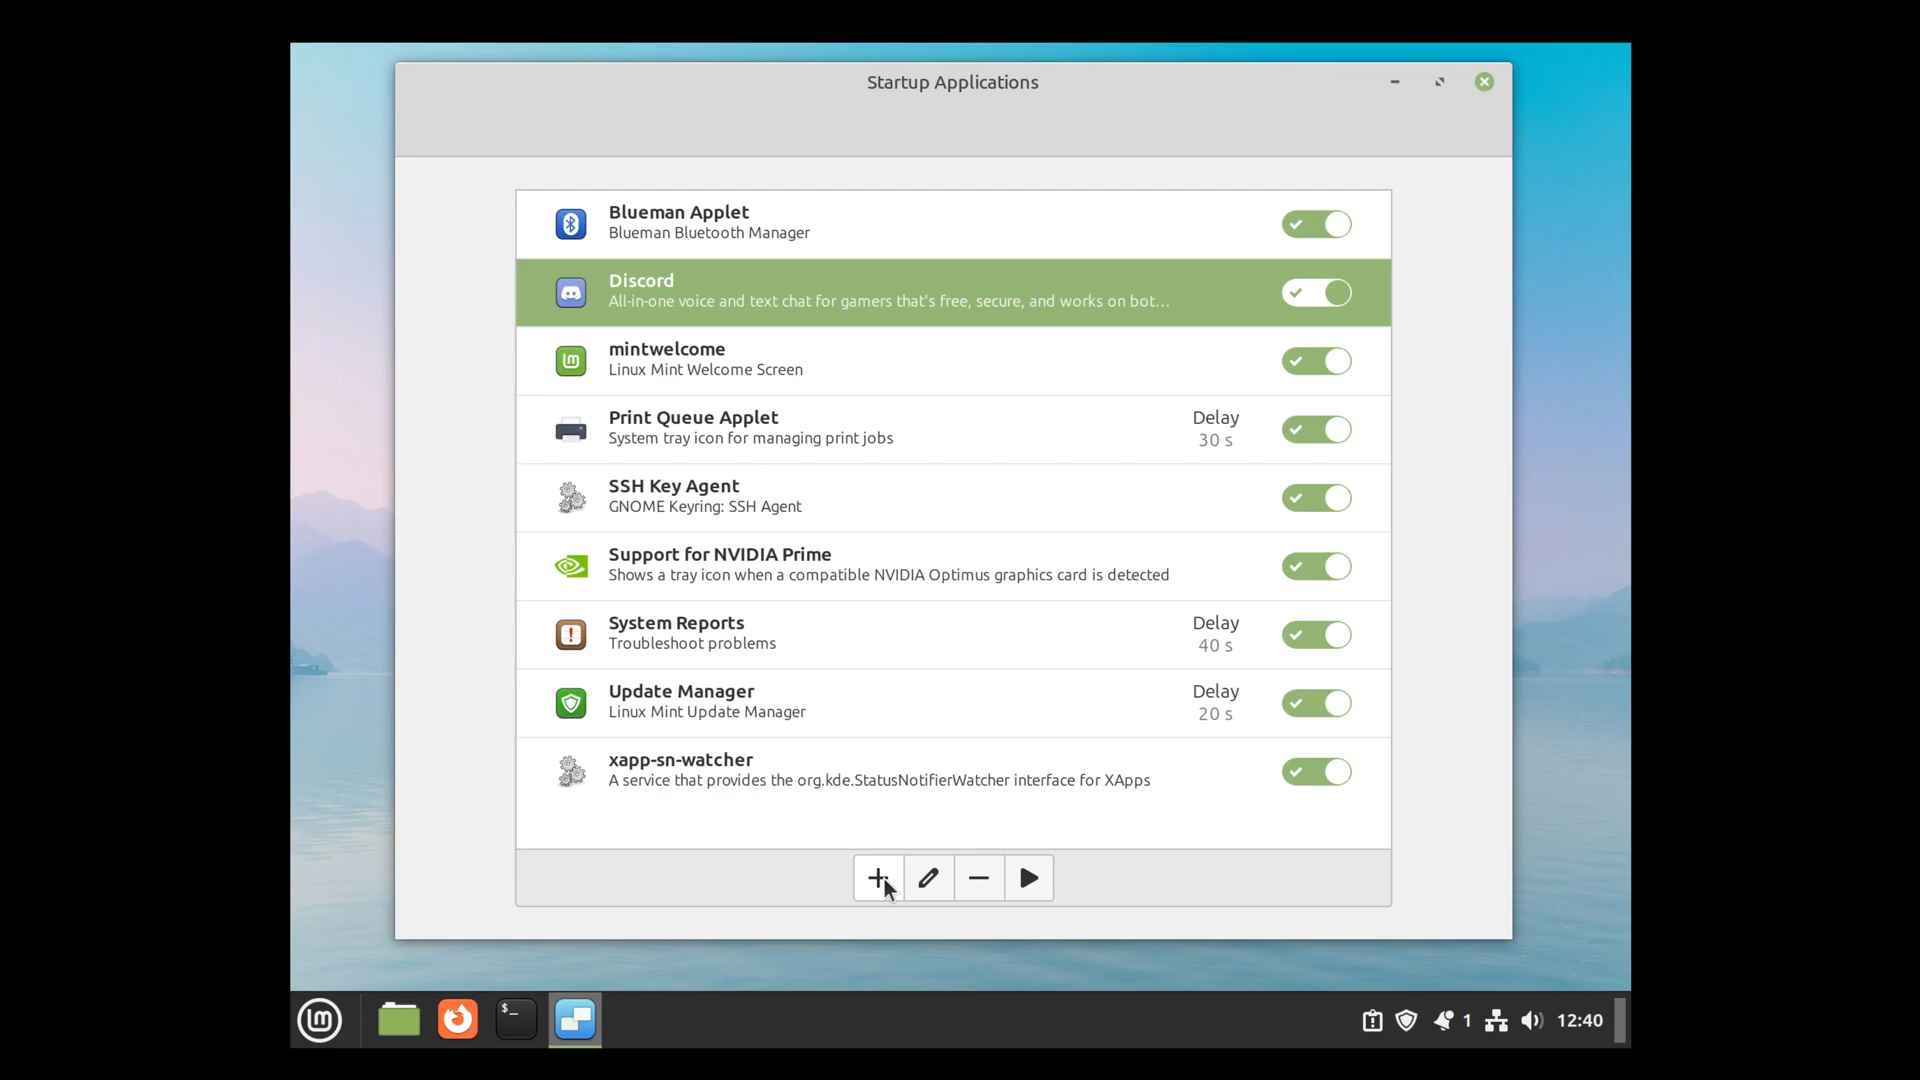 Startup Applications
Blueman Applet
Blueman Bluetooth Manager
Discord
All-in-one voice and text chat for gamers that's free, secure, and works on bot...
mintwelcome
Linux Mint Welcome Screen
Print Queue Applet
System tray icon for managing print jobs
Delay
30 s
SSH Key Agent
GNOME Keyring: SSH Agent
Support for NVIDIA Prime
Shows a tray icon when a compatible NVIDIA Optimus graphics card is detected
System Reports
Troubleshoot problems
Delay
40 s
Update Manager
Linux Mint Update Manager
Delay
20 s
xapp-sn-watcher
A service that provides the org.kde.StatusNotifierWatcher interface for XApps
$_
1
12:40